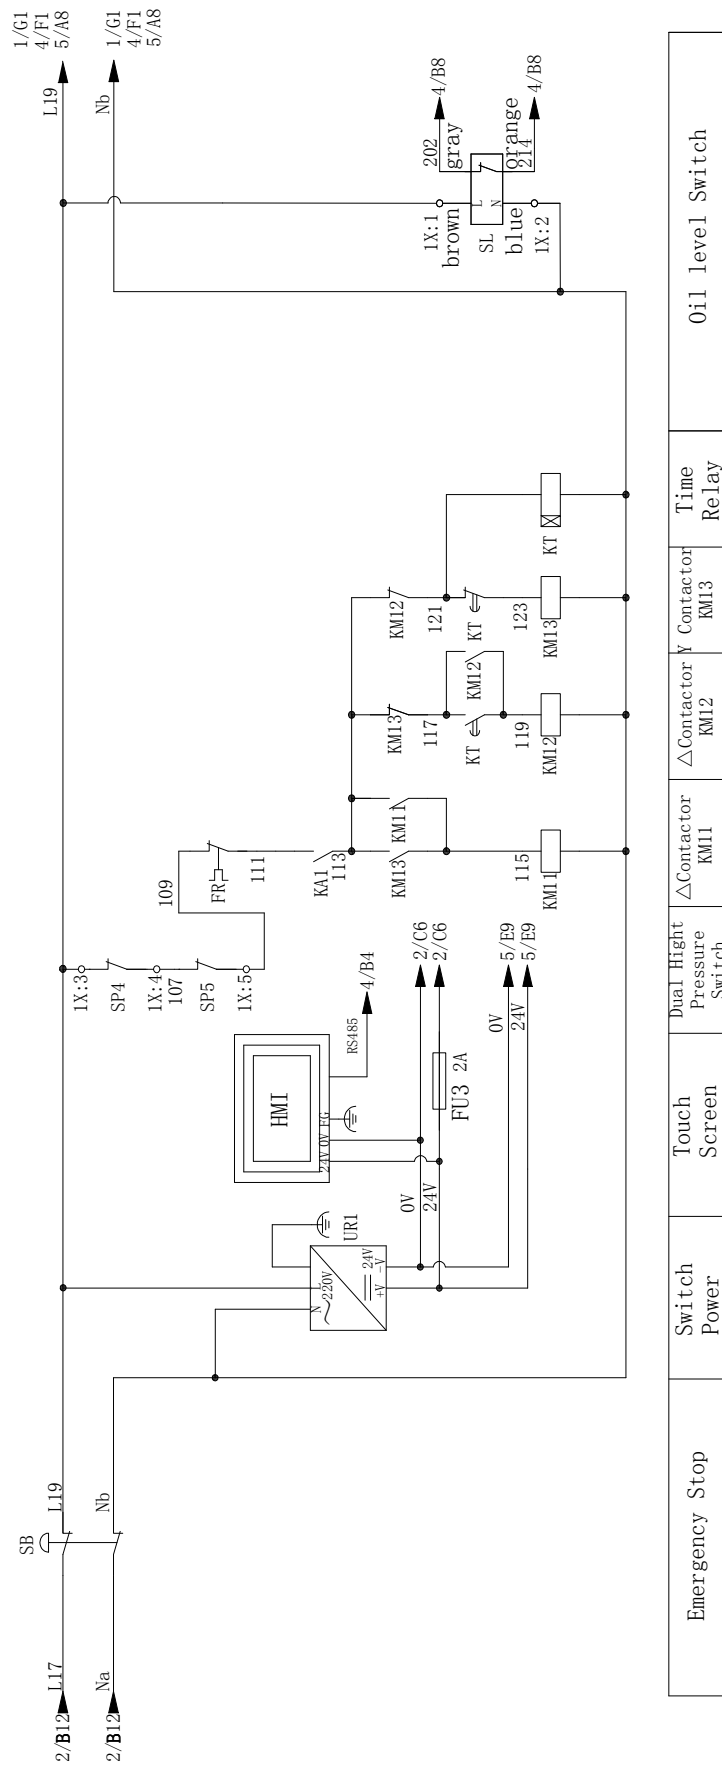 2/B12
L17
2/B12
Na
SB
L19
Nb
N
L
220V
24V
+V
-V
UR1
HMI
24V 0V FG
RS485
4/B4
0V
24V
FU3 2A
2/C6
2/C6
0V
24V
5/E9
5/E9
1X:3
SP4
1X:4
107
SP5
1X:5
109
FR
111
KA1
113
KM13
KM11
115
KM11
KM13
117
KT
KM12
119
KM12
KM12
121
KT
123
KM13
KT
1X:1
brown
202
gray
4/B8
L
N
SL
blue
1X:2
orange
214
4/B8
L19
1/G1
4/F1
5/A8
Nb
1/G1
4/F1
5/A8
Emergency Stop
Switch
Power
Touch
Screen
Dual Hight
Pressure
Switch
△Contactor
KM11
△Contactor
KM12
Y Contactor
KM13
Time
Relay
Oil level Switch